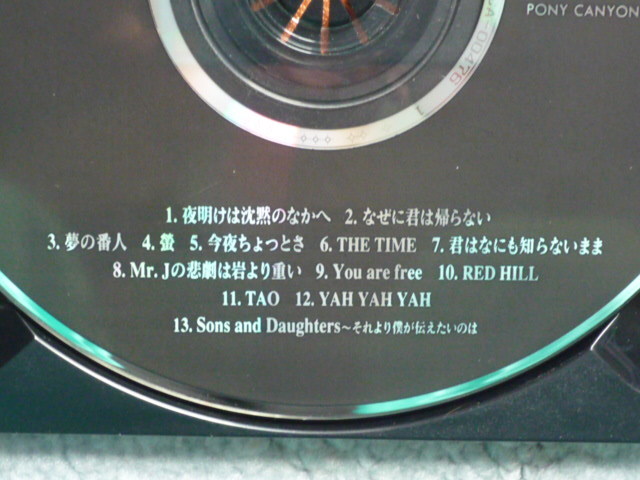 PONY CANYON
1. 夜明けは沈黙のなかへ 2. なぜに君は帰らない
3. 夢の番人 4. 螢 5. 今夜ちょっとさ 6. THE TIME 7. 君はなにも知らないまま
8. Mr. Jの悲劇は岩より重い 9. You are free 10. RED HILL
11. TAO 12. YAH YAH YAH
13. Sons and Daughters～それより僕が伝えたいのは